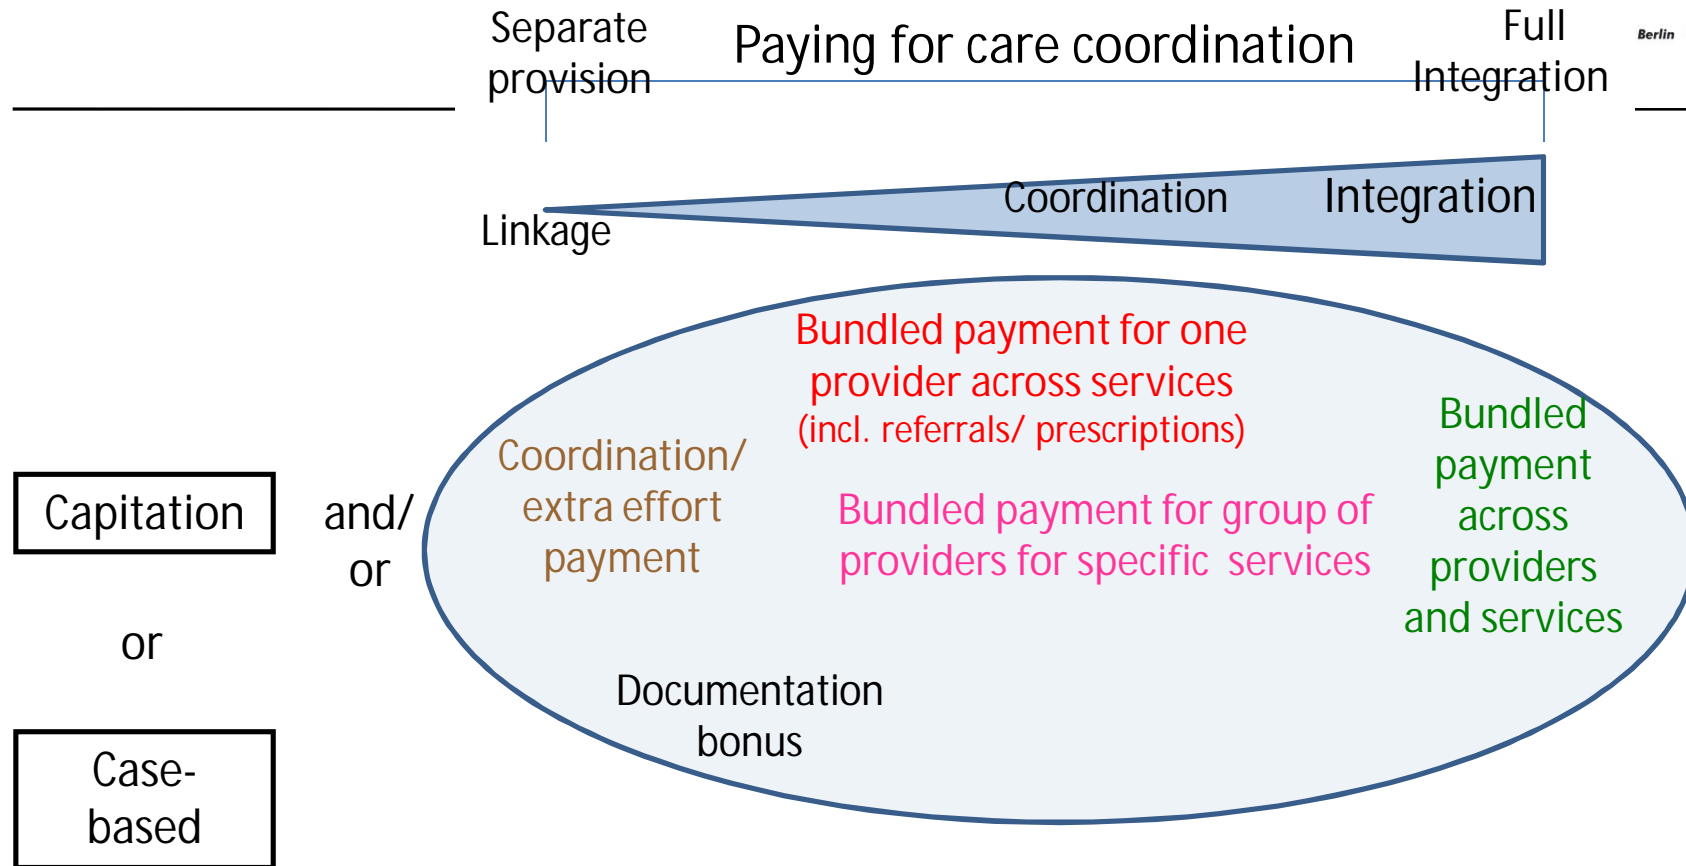 Separate
provision
Paying for care coordination
Full
Integration
Berlin
Linkage
Coordination
Integration
Bundled payment for one
provider across services
(incl. referrals/ prescriptions)
Coordination/
extra effort
payment
Bundled payment for group of
providers for specific services
Bundled
payment
across
providers
and services
Documentation
bonus
Capitation
and/
or
or
Case-
based